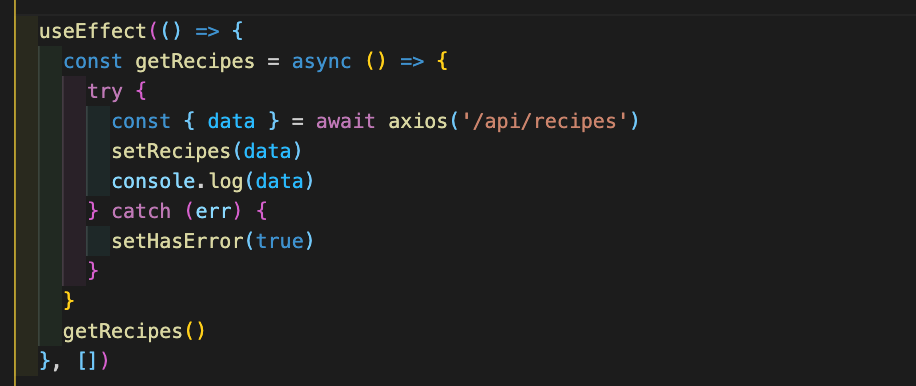 useEffect(() => {
const getRecipes = async () => {
try {
const { data } = await axios('/api/recipes')
setRecipes(data)
console.log(data)
} catch (err) {
setHasError(true)
}
}
getRecipes()
}, [])